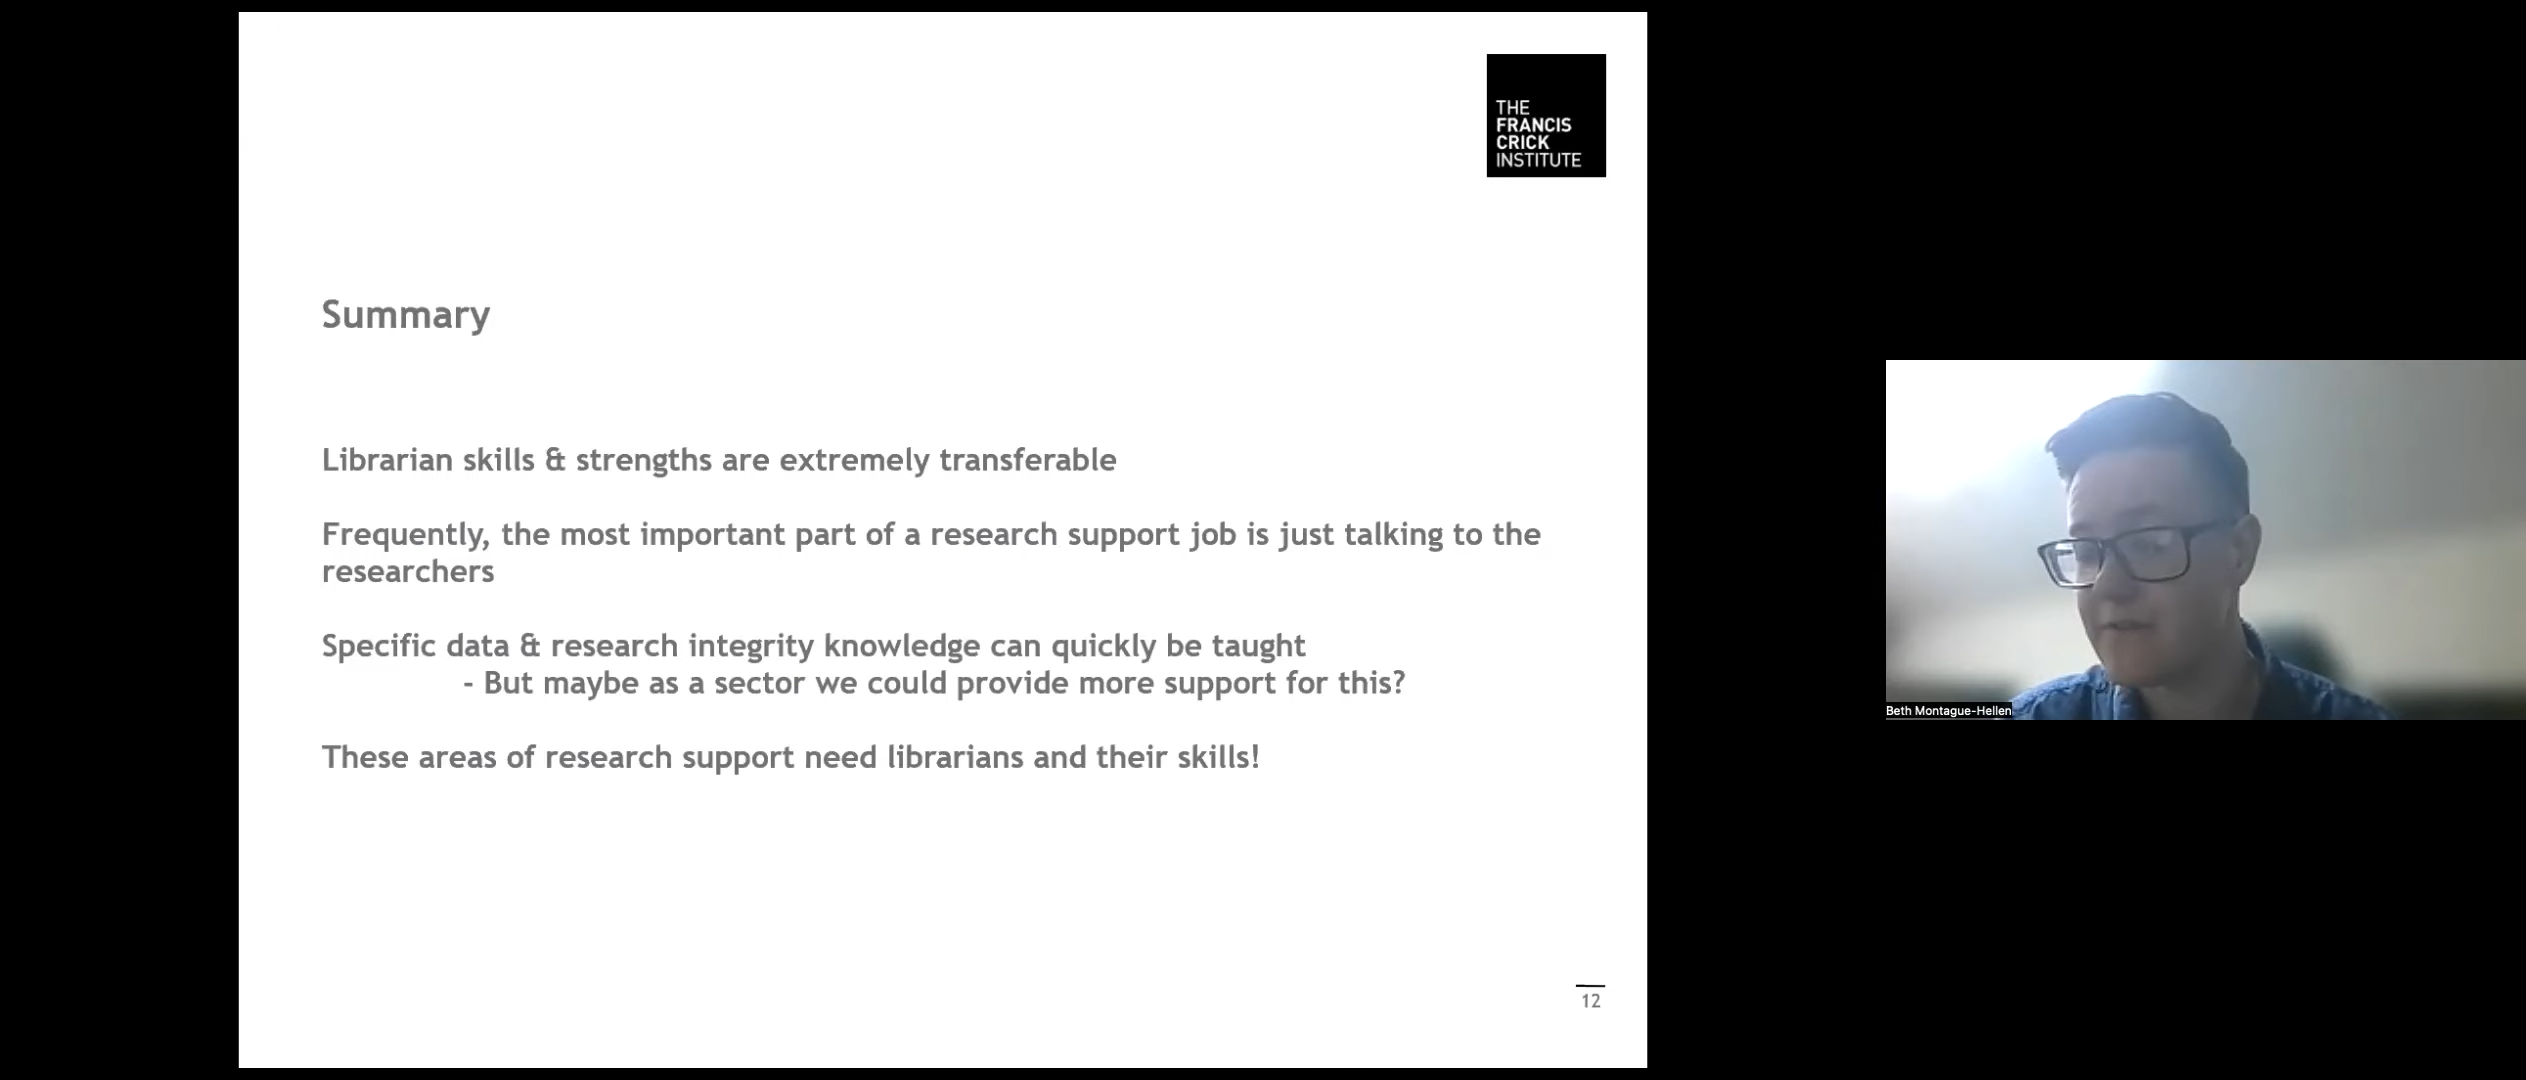 THE
FRANCIS
CRICK
INSTITUTE
Summary
Librarian skills & strengths are extremely transferable
Frequently, the most important part of a research support job is just talking to the
researchers
Specific data & research integrity knowledge can quickly be taught
- But maybe as a sector we could provide more support for this?
These areas of research support need librarians and their skills!
12
Beth Montague-Hellen